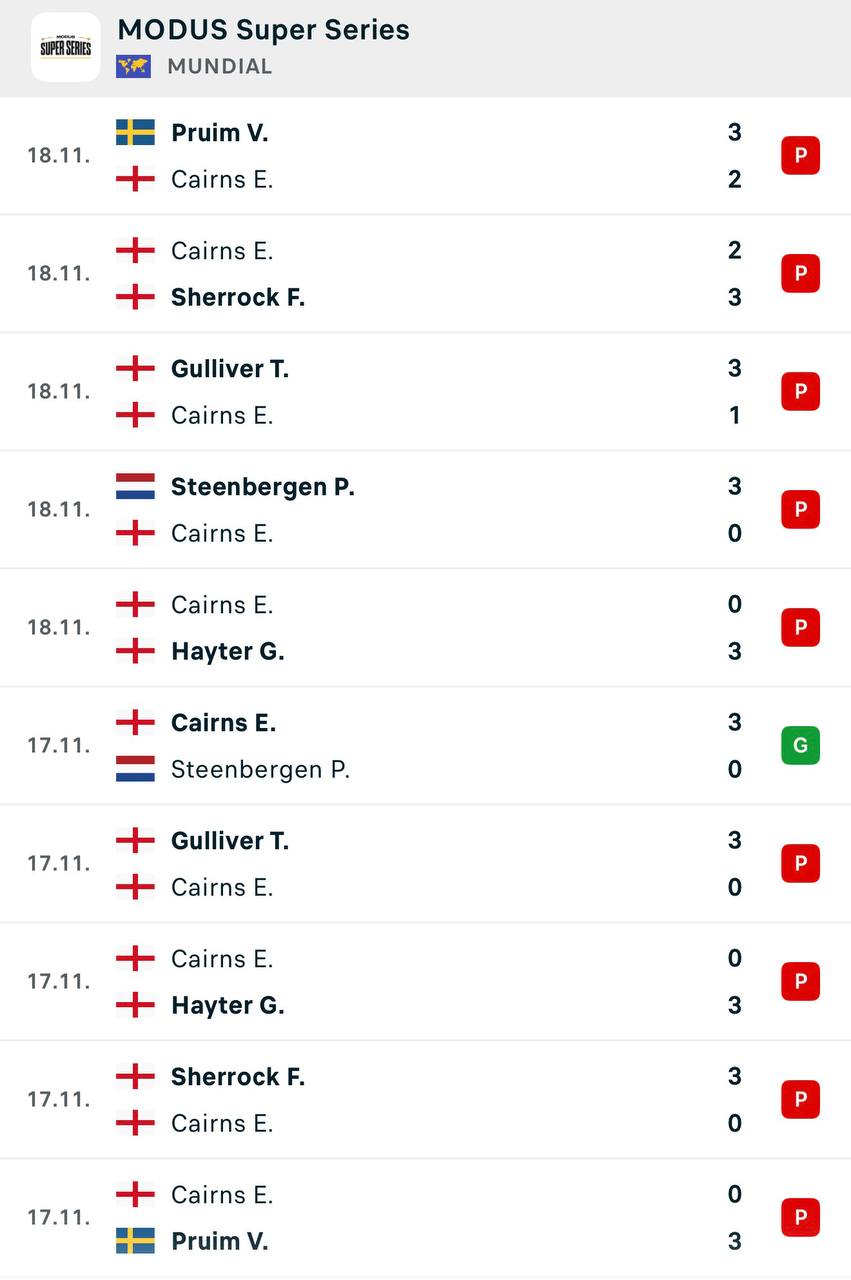 MODUS
SUPER SERIES
MODUS Super Series
MUNDIAL
18.11.
Pruim V.
3
Cairns E.
2
P
18.11.
Cairns E.
2
Sherrock F.
3
P
18.11.
Gulliver T.
3
Cairns E.
1
P
18.11.
Steenbergen P.
3
Cairns E.
0
P
18.11.
Cairns E.
0
Hayter G.
3
P
17.11.
Cairns E.
3
Steenbergen P.
0
G
17.11.
Gulliver T.
3
Cairns E.
0
P
17.11.
Cairns E.
0
Hayter G.
3
P
17.11.
Sherrock F.
3
Cairns E.
0
P
17.11.
Cairns E.
0
Pruim V.
3
P